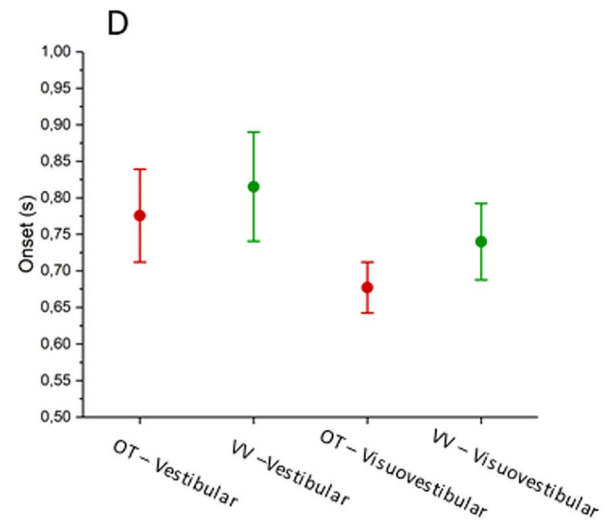 D
1,00
0,95
0,90
0,85
0,80
0,75
0,70
0,65
0,60
0,55
0,50
Onset (s)
OT – Vestibular
VV –Vestibular
OT – Visuovestibular
VV – Visuovestibular